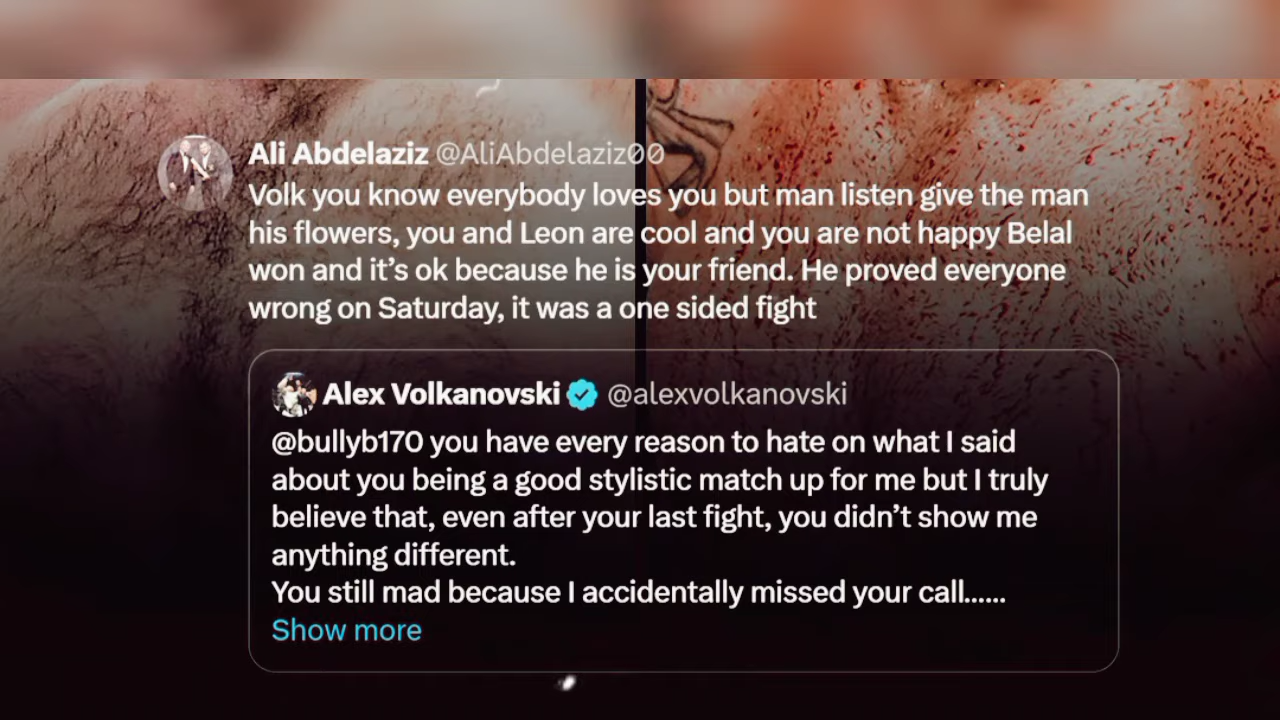 Ali Abdelaziz @AliAbdelaziz00
Volk you know everybody loves you but man listen give the man
his flowers, you and Leon are cool and you are not happy Belal
won and it’s ok because he is your friend. He proved everyone
wrong on Saturday, it was a one sided fight
Alex Volkanovski @alexvolkanovski
@bullyb170 you have every reason to hate on what I said
about you being a good stylistic match up for me but I truly
believe that, even after your last fight, you didn’t show me
anything different.
You still mad because I accidentally missed your call......
Show more